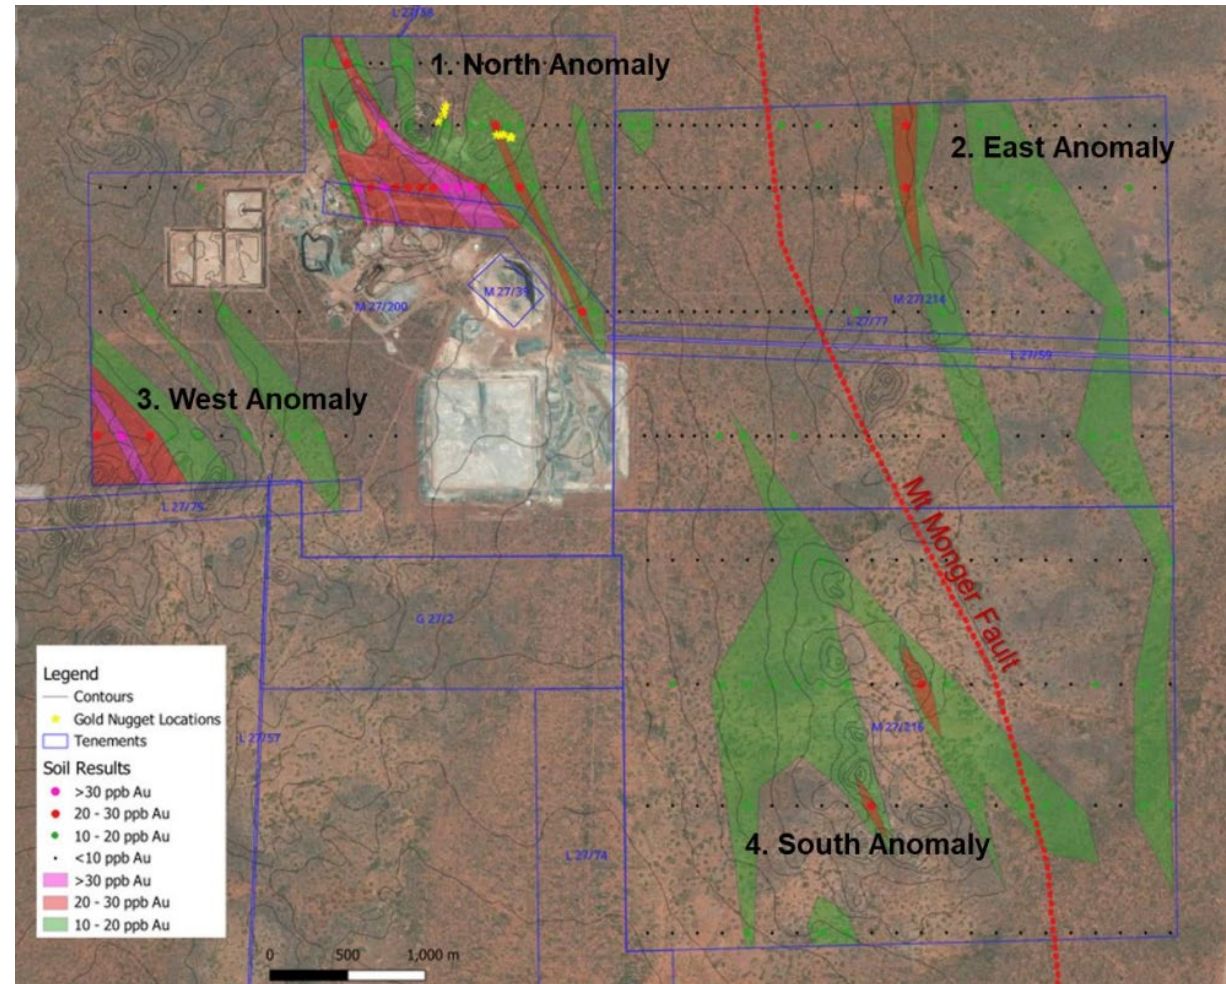 L 27/58
1. North Anomaly
2. East Anomaly
M 27/39
M 27/200
M 27/214
L 27/77
L 27/59
3. West Anomaly
L 27/75
Mt Monger Fault
G 27/2
M 27/216
L 27/57
4. South Anomaly
L 27/74
Legend
Contours
Gold Nugget Locations
Tenements
Soil Results
>30 ppb Au
20 - 30 ppb Au
10 - 20 ppb Au
<10 ppb Au
>30 ppb Au
20 - 30 ppb Au
10 - 20 ppb Au
0 500 1,000 m